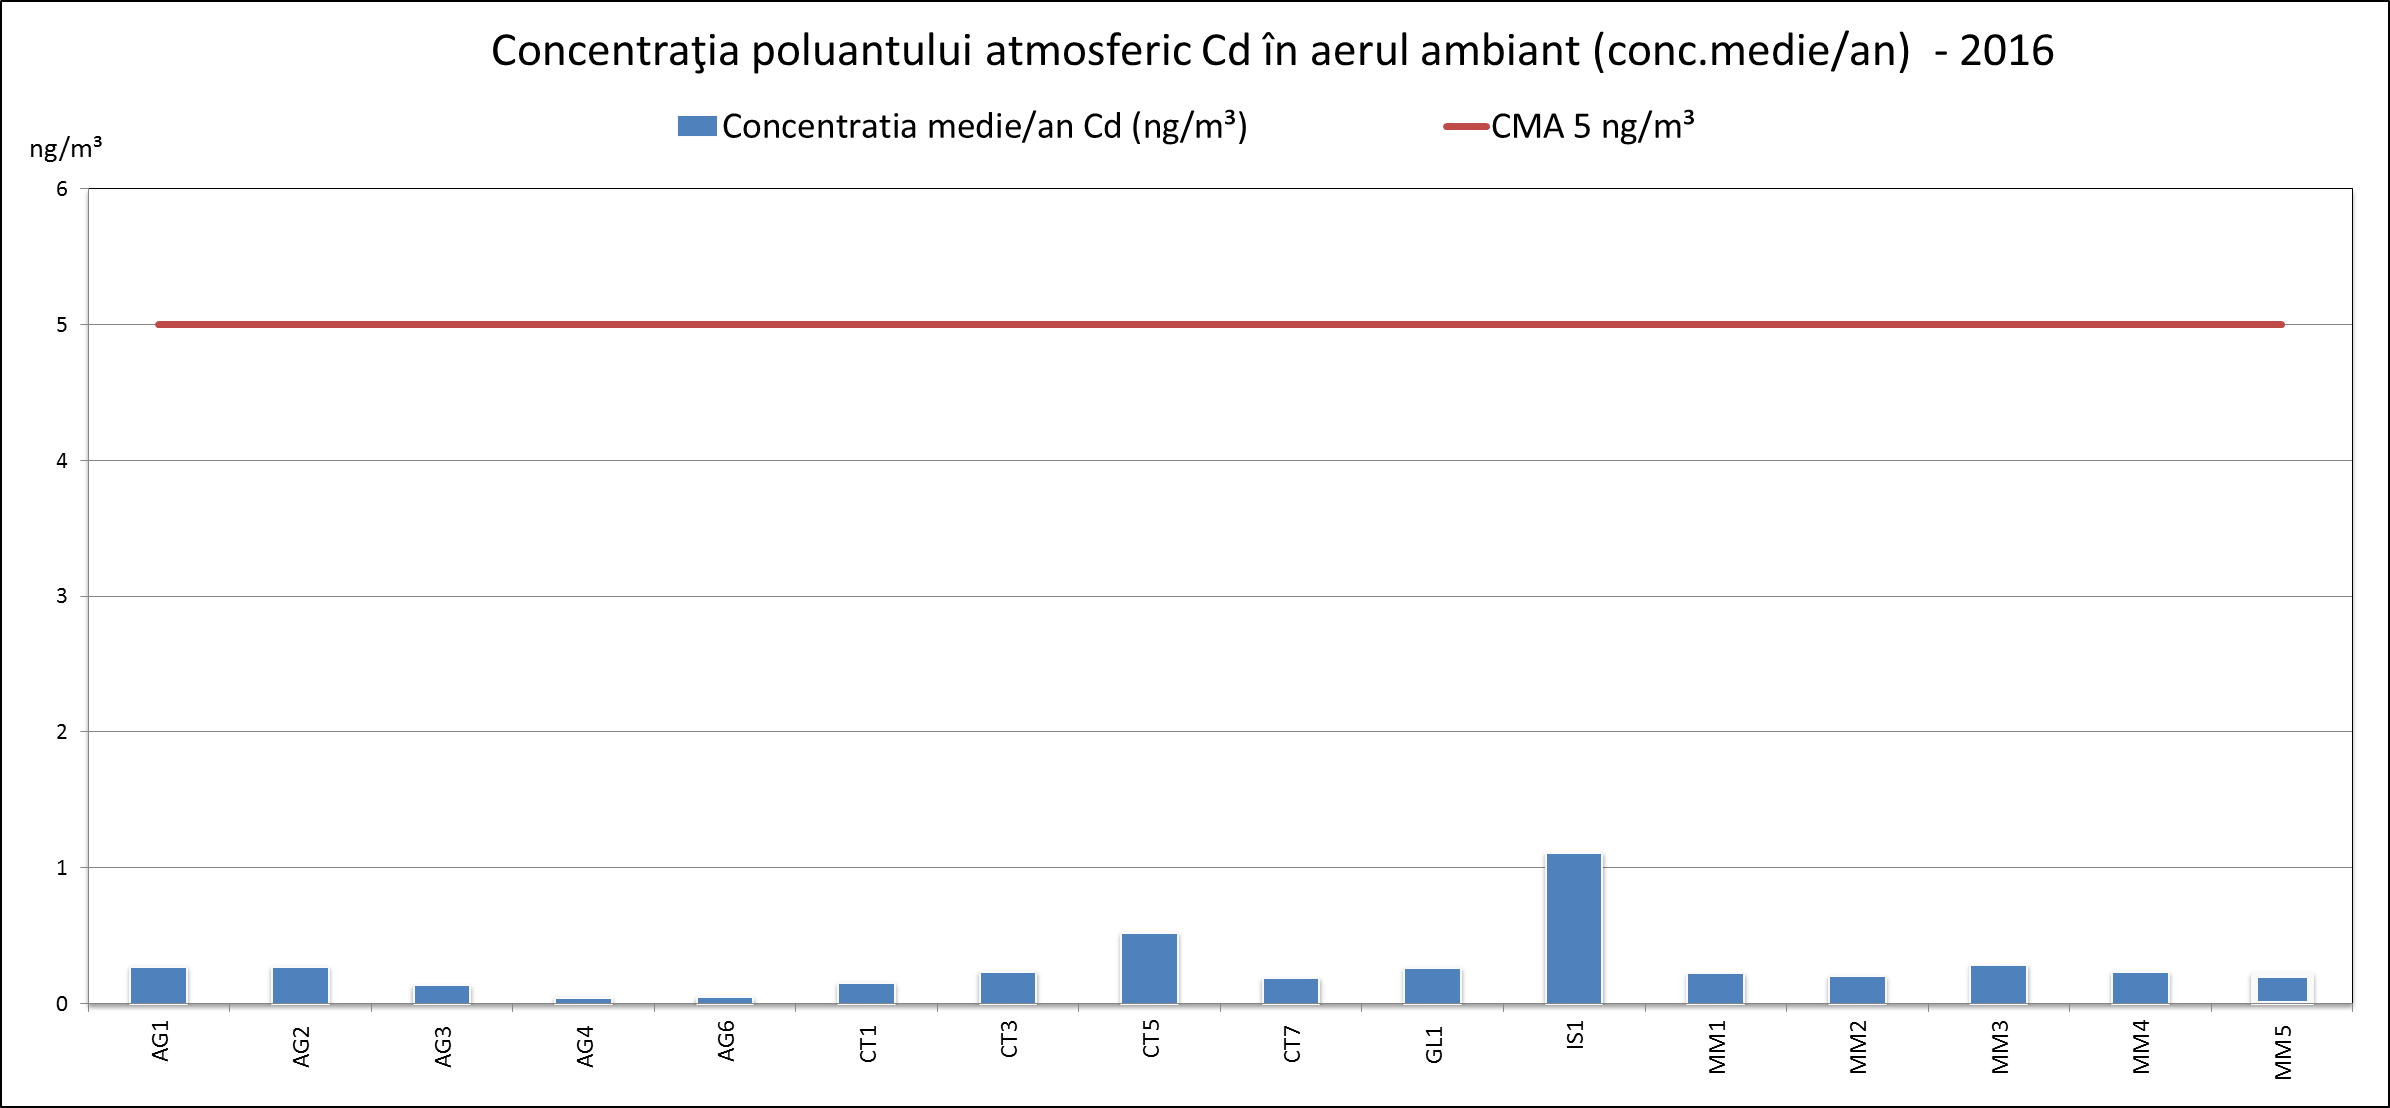 Concentraţia poluantului atmosferic Cd în aerul ambiant (conc.medie/an)  - 2016
Concentratia medie/an Cd (ng/m³)
CMA 5 ng/m³
ng/m³
6
5
4
3
2
1
0
AG1
AG2
AG3
AG4
AG6
CT1
CT3
CT5
CT7
GL1
IS1
MM1
MM2
MM3
MM4
MM5